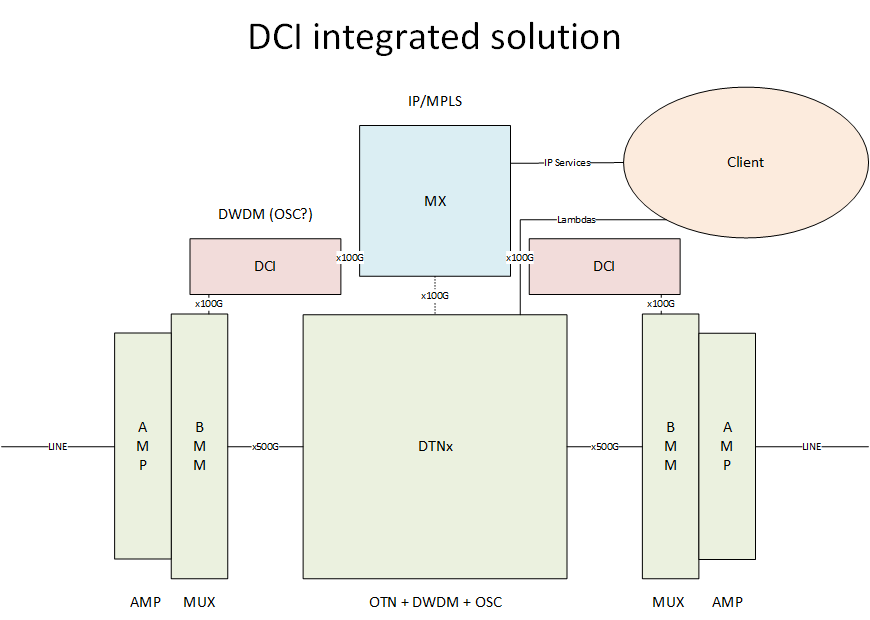 DCI integrated solution
IP/MPLS
MX
IP Services
Client
Lambdas
DWDM (OSC?)
DCI
x100G
x100G
DCI
x100G
x100G
x100G
LINE
A
M
P
B
M
M
x500G
DTNx
x500G
B
M
M
A
M
P
LINE
AMP
MUX
OTN + DWDM + OSC
MUX
AMP